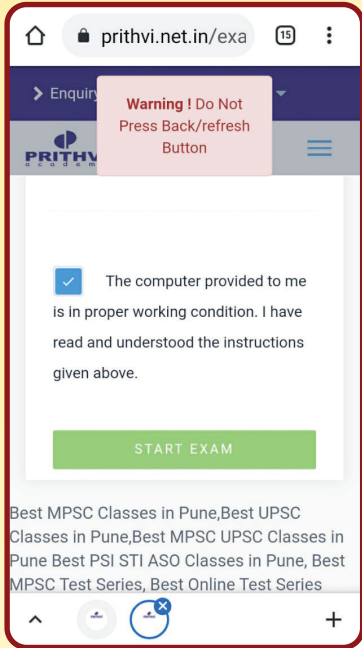 prithvi.net.in/exa
15
Enquiry
Warning ! Do Not
Press Back/refresh
Button
PRITHV
academ
The computer provided to me
is in proper working condition. I have
read and understood the instructions
given above.
START EXAM
Best MPSC Classes in Pune,Best UPSC
Classes in Pune,Best MPSC UPSC Classes in
Pune Best PSI STI ASO Classes in Pune, Best
MPSC Test Series, Best Online Test Series